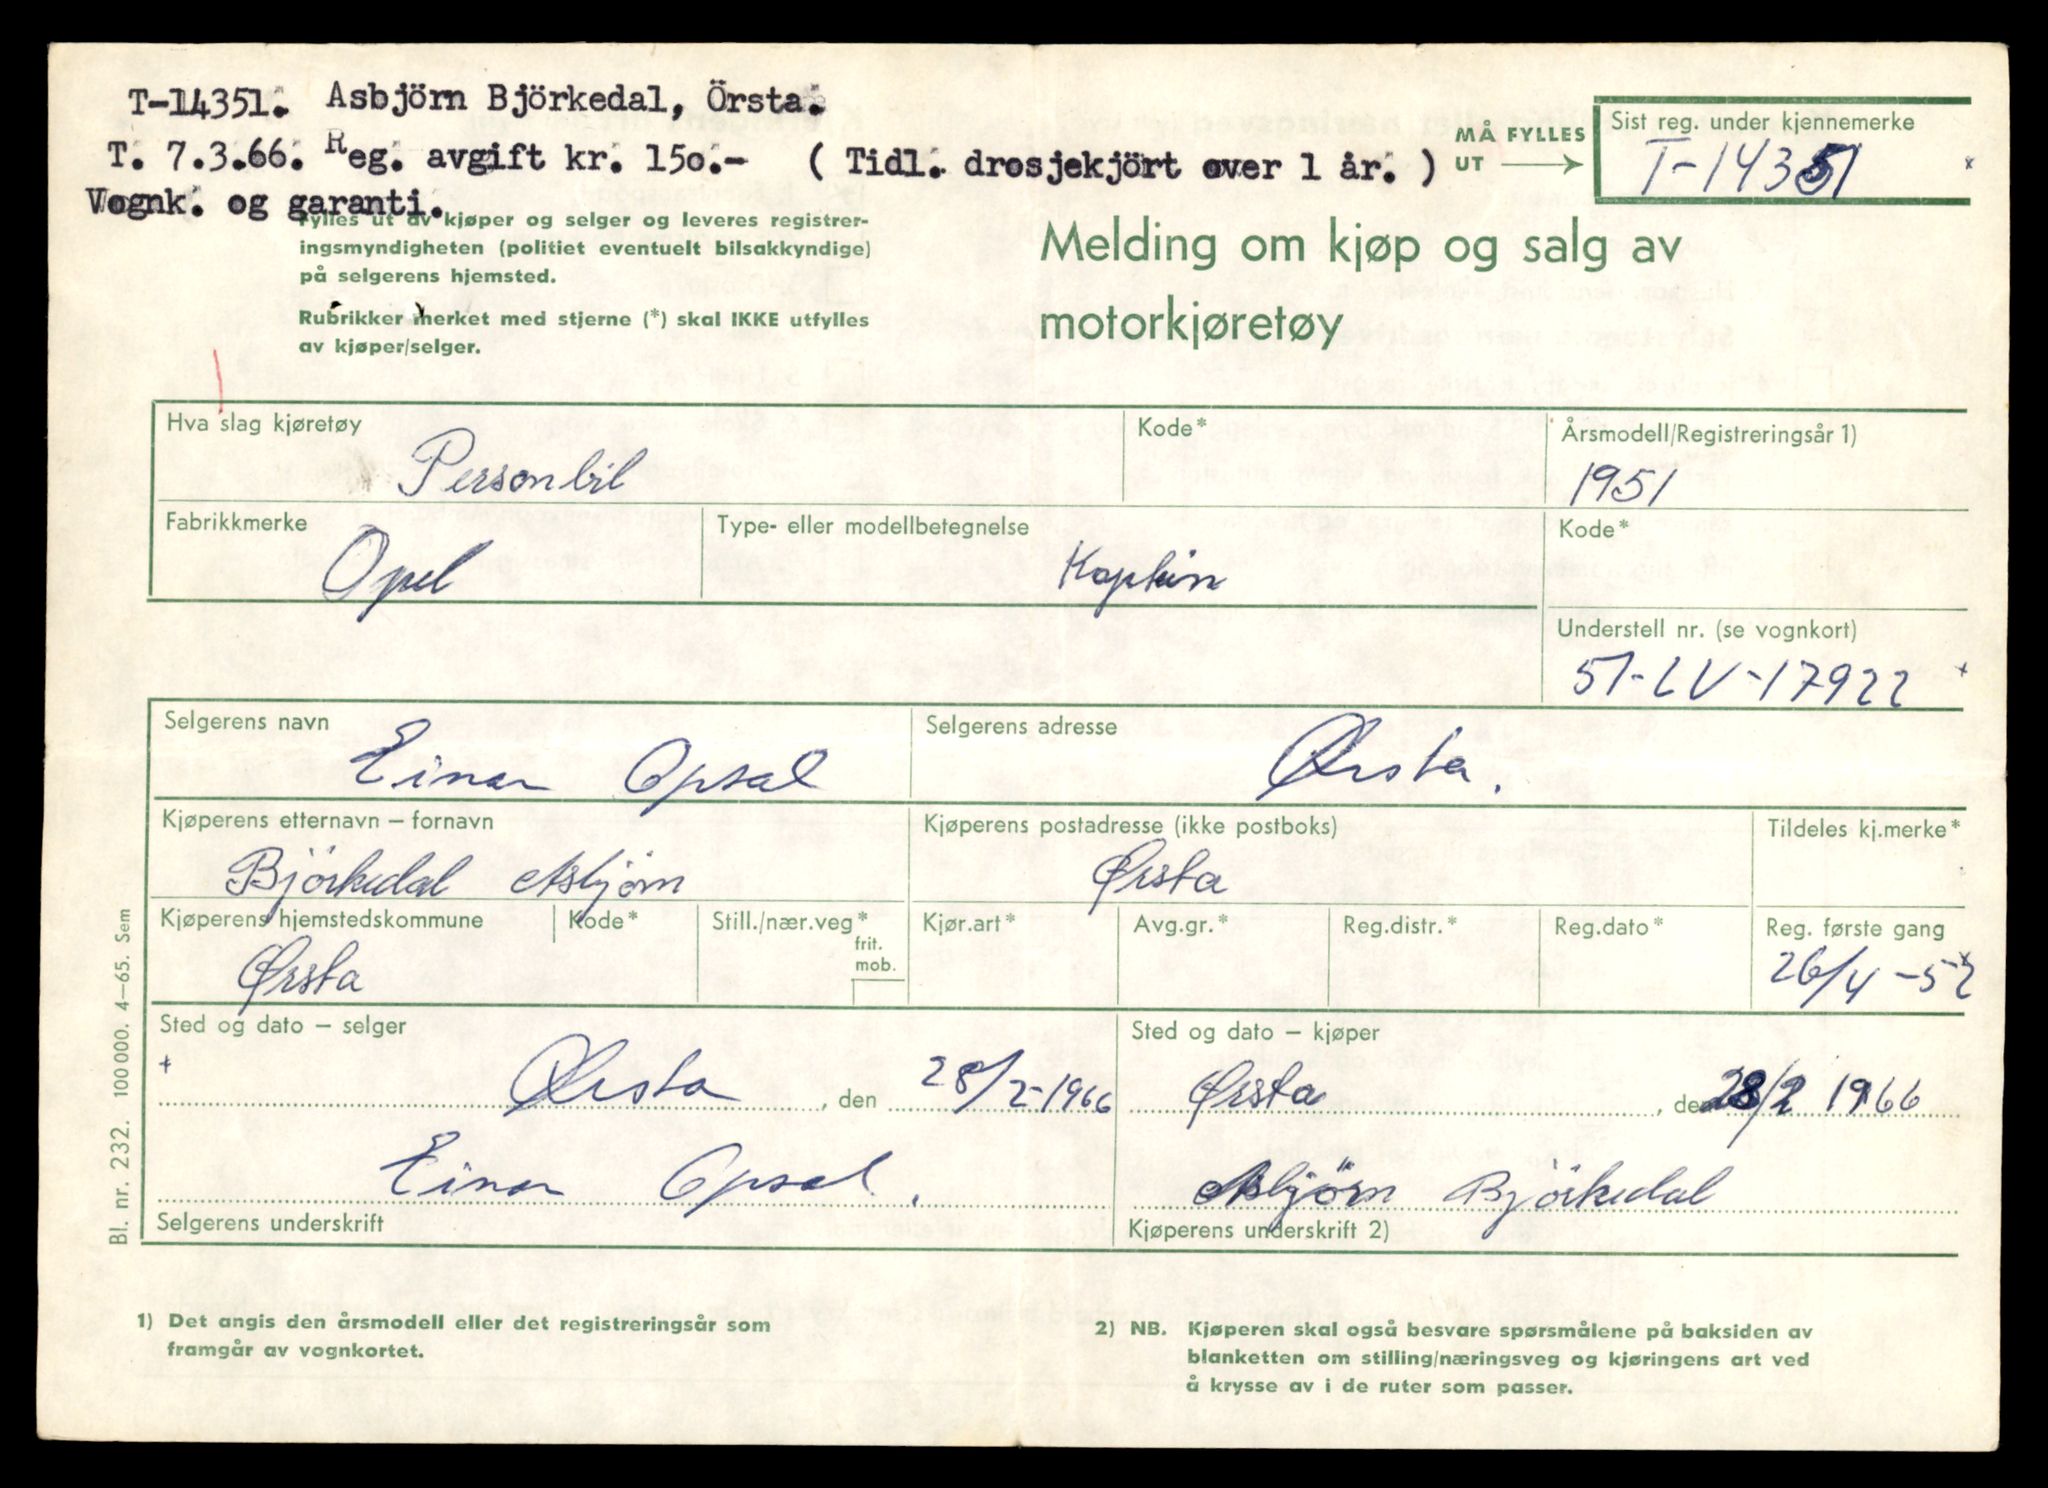 T-14351. Asbjörn Björkedal, Örsta.
T. 7.3.66. Reg. avgift kr. 150.- ( Tidl. drosjekjört over 1 år. )
Vognk. og garanti.
MÅ FYLLES
UT
Sist reg. under kjennemerke
T-14351
Fylles ut av kjøper og selger og leveres registrer-
ingsmyndigheten (politiet eventuelt bilsakkyndige)
på selgerens hjemsted.
Rubrikker merket med stjerne (*) skal IKKE utfylles
av kjøper/selger.
Melding om kjøp og salg av
motorkjøretøy
Hva slag kjøretøy
Personbil
Kode*
Årsmodell/Registreringsår 1)
1951
Fabrikkmerke
Opel
Type- eller modellbetegnelse
Kaptein
Kode*
Understell nr. (se vognkort)
51-LV-17922
Selgerens navn
Einar Opsal
Selgerens adresse
Ørsta.
Kjøperens etternavn – fornavn
Björkedal Asbjörn
Kjøperens postadresse (ikke postboks)
Ørsta
Tildeles kj.merke*
Kjøperens hjemstedskommune
Ørsta
Kode*
Still./nær.veg*
frit.
mob.
Kjør.art*
Avg.gr.*
Reg.distr.*
Reg.dato*
Reg. første gang
26/4-52
Sted og dato – selger
Ørsta, den 28/2-1966
Sted og dato – kjøper
Ørsta, den 28/2 1966
Einar Opsal.
Selgerens underskrift
Asbjörn Björkedal
Kjøperens underskrift 2)
Bl. nr. 232. 100 000. 4–65. Sem
1) Det angis den årsmodell eller det registreringsår som
framgår av vognkortet.
2) NB. Kjøperen skal også besvare spørsmålene på baksiden av
blanketten om stilling/næringsveg og kjøringens art ved
å krysse av i de ruter som passer.